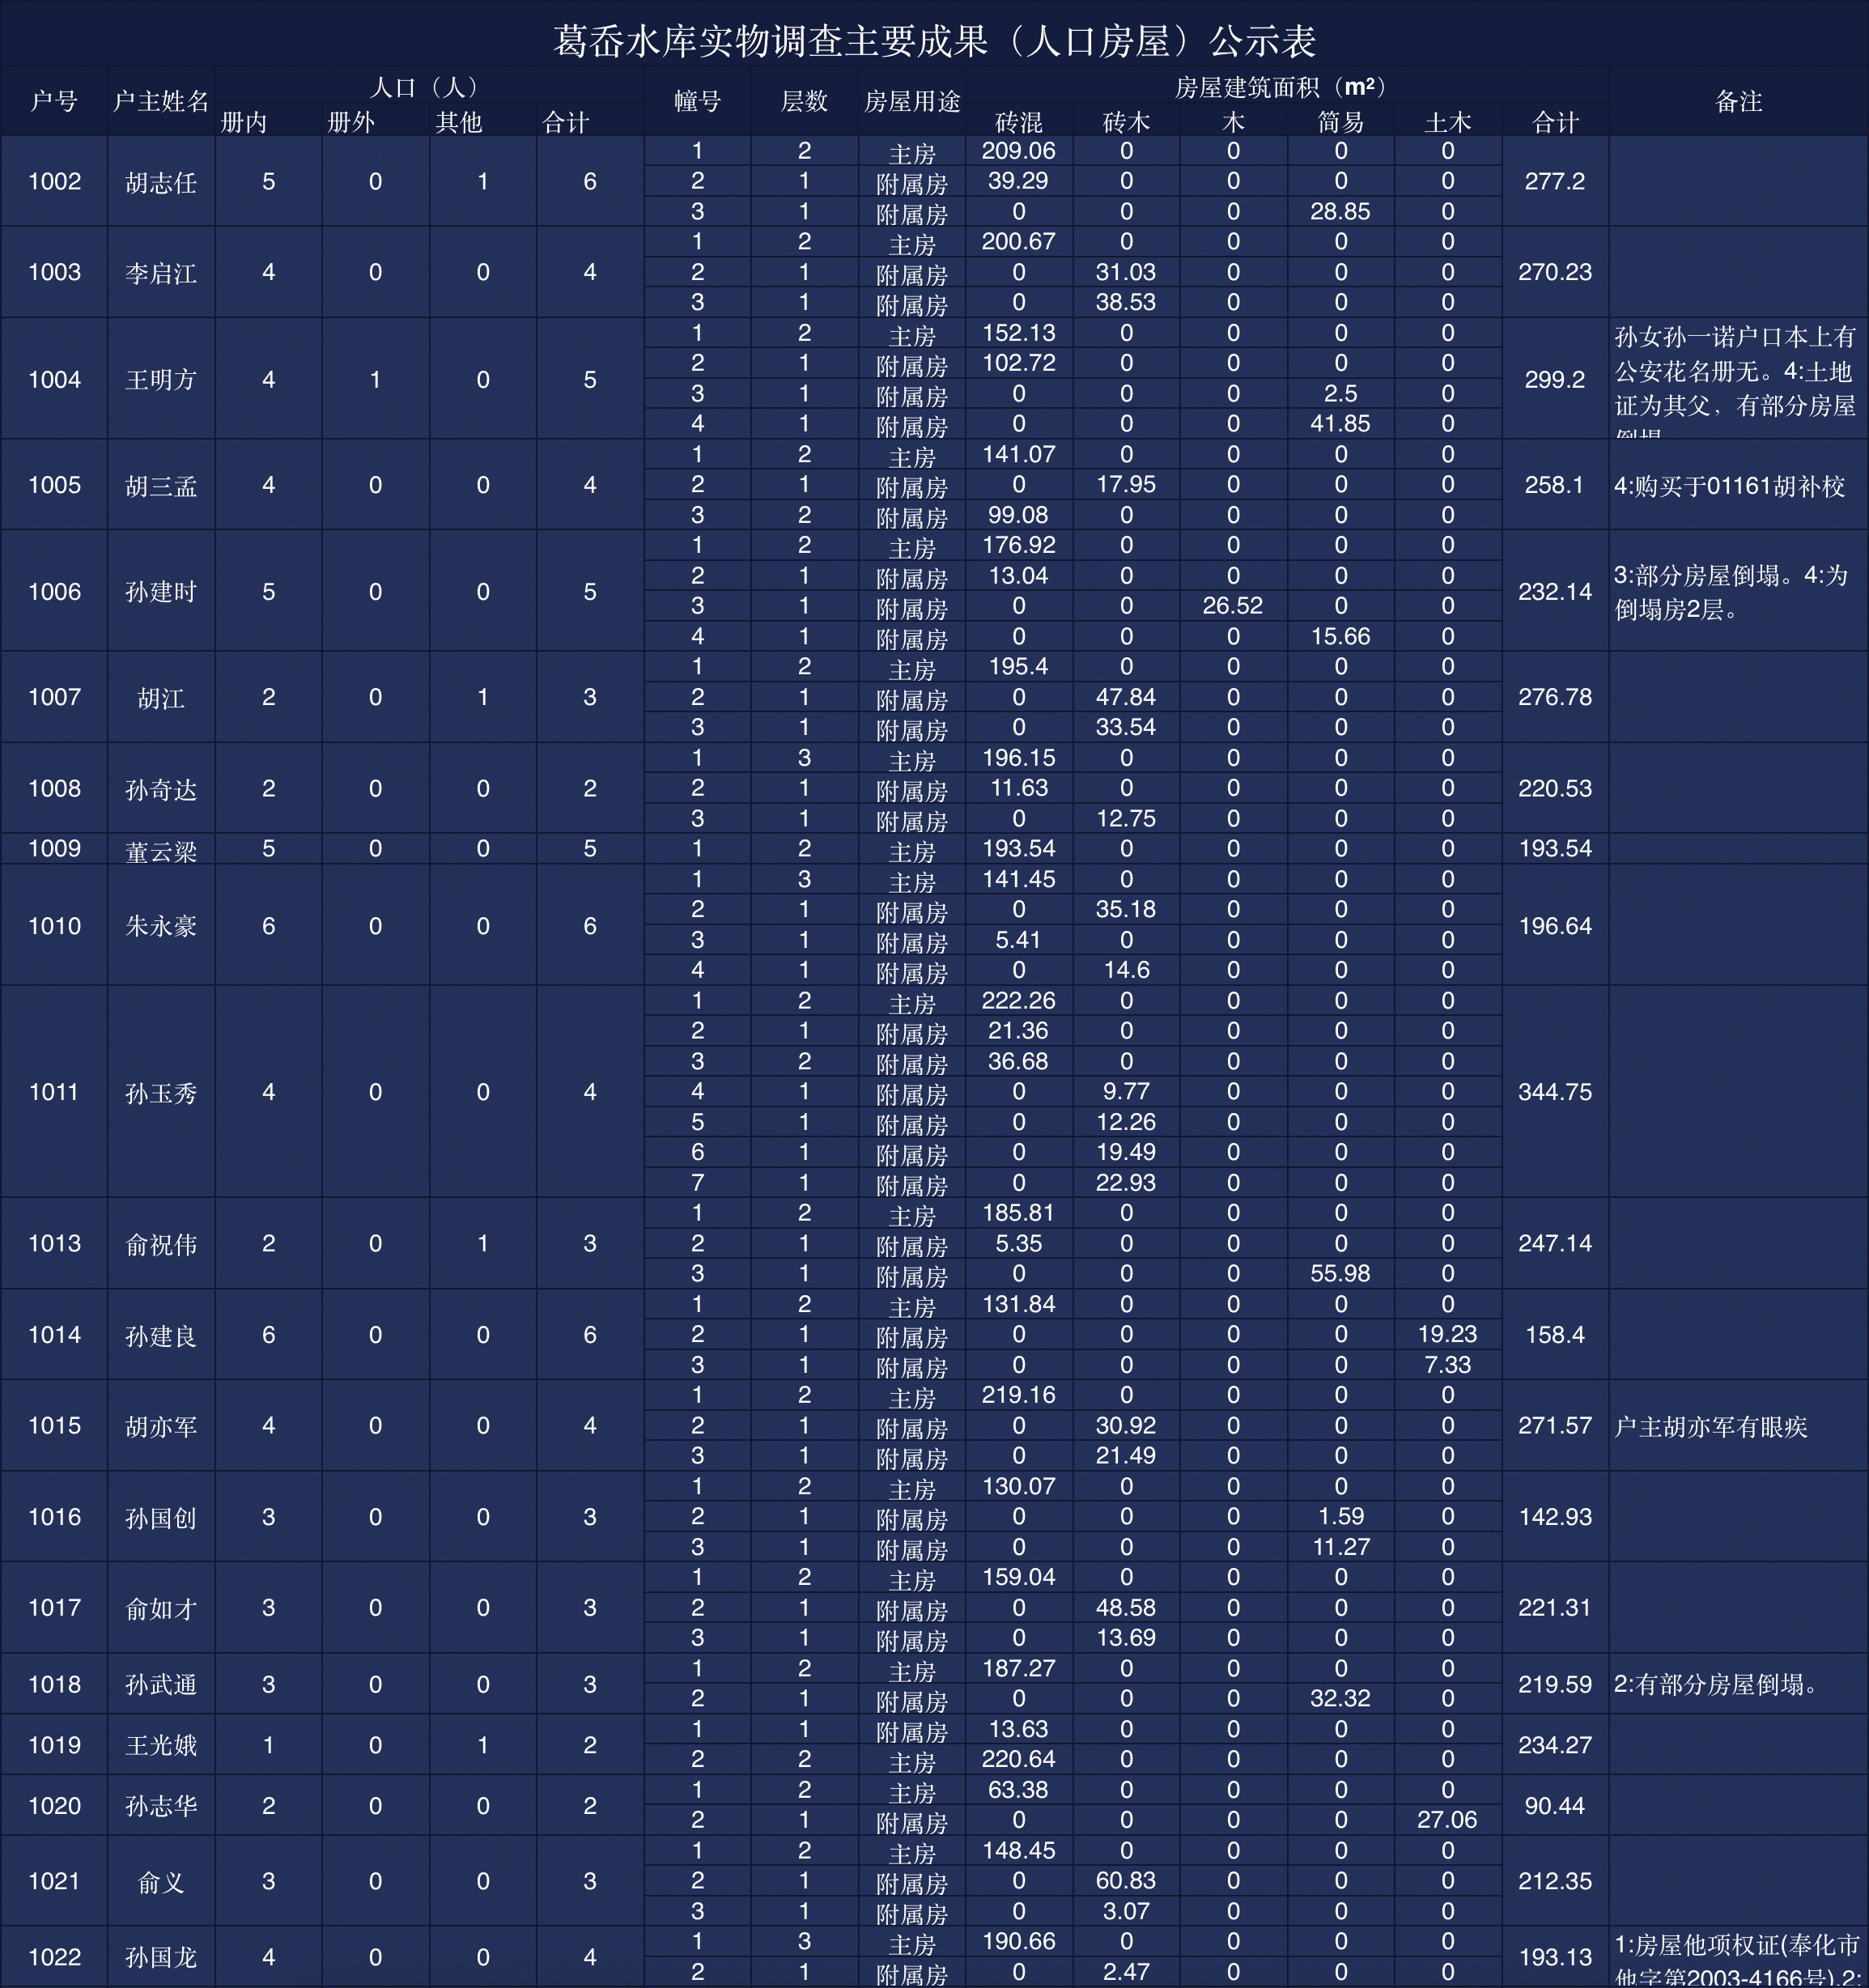 葛岙水库实物调查主要成果（人口房屋）公示表
户号 户主姓名 人口（人） 幢号 层数 房屋用途 房屋建筑面积（m²） 备注
册内 册外 其他 合计 砖混 砖木 木 简易 土木 合计
1 2 主房 209.06 0 0 0 0
1002 胡志任 5 0 1 6 2 1 附属房 39.29 0 0 0 0 277.2
3 1 附属房 0 0 0 28.85 0
1 2 主房 200.67 0 0 0 0
1003 李启江 4 0 0 4 2 1 附属房 0 31.03 0 0 0 270.23
3 1 附属房 0 38.53 0 0 0
1 2 主房 152.13 0 0 0 0 孙女孙一诺户口本上有
2 1 附属房 102.72 0 0 0 0 公安花名册无。4:土地
1004 王明方 4 1 0 5 299.2
3 1 附属房 0 0 0 2.5 0 证为其父，有部分房屋
4 1 附属房 0 0 0 41.85 0
1 2 主房 141.07 0 0 0 0
1005 胡三孟 4 0 0 4 2 1 附属房 0 17.95 0 0 0 258.1 4:购买于01161胡补校
3 2 附属房 99.08 0 0 0 0
1 2 主房 176.92 0 0 0 0
2 1 附属房 13.04 0 0 0 0 3:部分房屋倒塌。4:为
1006 孙建时 5 0 0 5 232.14
3 1 附属房 0 0 26.52 0 0 倒塌房2层。
4 1 附属房 0 0 0 15.66 0
1 2 主房 195.4 0 0 0 0
1007 胡江 2 0 1 3 2 1 附属房 0 47.84 0 0 0 276.78
3 1 附属房 0 33.54 0 0 0
1 3 主房 196.15 0 0 0 0
1008 孙奇达 2 0 0 2 2 1 附属房 11.63 0 0 0 0 220.53
3 1 附属房 0 12.75 0 0 0
1009 董云梁 5 0 0 5 1 2 主房 193.54 0 0 0 0 193.54
1 3 主房 141.45 0 0 0 0
2 1 附属房 0 35.18 0 0 0
1010 朱永豪 6 0 0 6 196.64
3 1 附属房 5.41 0 0 0 0
4 1 附属房 0 14.6 0 0 0
1 2 主房 222.26 0 0 0 0
2 1 附属房 21.36 0 0 0 0
3 2 附属房 36.68 0 0 0 0
1011 孙玉秀 4 0 0 4 4 1 附属房 0 9.77 0 0 0 344.75
5 1 附属房 0 12.26 0 0 0
6 1 附属房 0 19.49 0 0 0
7 1 附属房 0 22.93 0 0 0
1 2 主房 185.81 0 0 0 0
1013 俞祝伟 2 0 1 3 2 1 附属房 5.35 0 0 0 0 247.14
3 1 附属房 0 0 0 55.98 0
1 2 主房 131.84 0 0 0 0
1014 孙建良 6 0 0 6 2 1 附属房 0 0 0 0 19.23 158.4
3 1 附属房 0 0 0 0 7.33
1 2 主房 219.16 0 0 0 0
1015 胡亦军 4 0 0 4 2 1 附属房 0 30.92 0 0 0 271.57 户主胡亦军有眼疾
3 1 附属房 0 21.49 0 0 0
1 2 主房 130.07 0 0 0 0
1016 孙国创 3 0 0 3 2 1 附属房 0 0 0 1.59 0 142.93
3 1 附属房 0 0 0 11.27 0
1 2 主房 159.04 0 0 0 0
1017 俞如才 3 0 0 3 2 1 附属房 0 48.58 0 0 0 221.31
3 1 附属房 0 13.69 0 0 0
1 2 主房 187.27 0 0 0 0
1018 孙武通 3 0 0 3 219.59 2:有部分房屋倒塌。
2 1 附属房 0 0 0 32.32 0
1 1 附属房 13.63 0 0 0 0
1019 王光娥 1 0 1 2 234.27
2 2 主房 220.64 0 0 0 0
1 2 主房 63.38 0 0 0 0
1020 孙志华 2 0 0 2 90.44
2 1 附属房 0 0 0 0 27.06
1 2 主房 148.45 0 0 0 0
1021 俞义 3 0 0 3 2 1 附属房 0 60.83 0 0 0 212.35
3 1 附属房 0 3.07 0 0 0
1 3 主房 190.66 0 0 0 0 1:房屋他项权证(奉化市
1022 孙国龙 4 0 0 4 193.13
2 1 附属房 0 2.47 0 0 0 他字第2003-4166号).2: